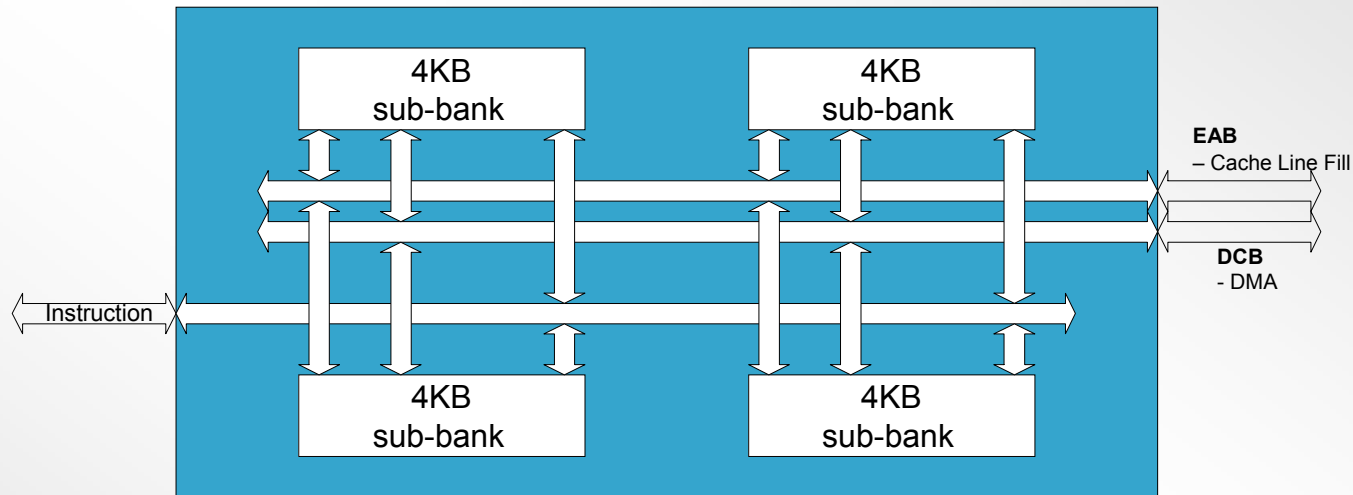 4KB
sub-bank
4KB
sub-bank
EAB
– Cache Line Fill
DCB
- DMA
Instruction
4KB
sub-bank
4KB
sub-bank